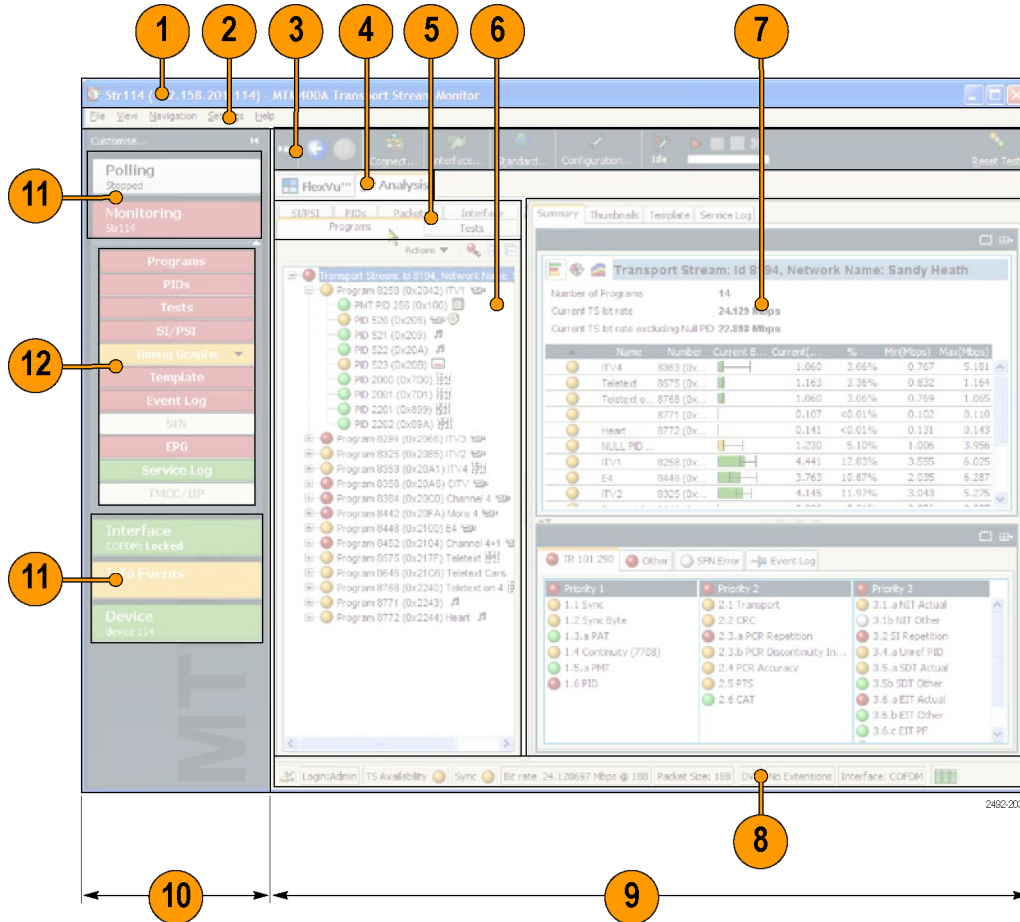 1 2 3 4 5 6 7
Transport Stream Monitor
File View Navigation Help
Customise...
Connect... Interface... Standard... Configuration... Idle Reset Test
Polling
Stopped
11
Monitoring
Str114
FlexVu™ Analysis
SI/PSI PIDs Interface
Programs Tests
Summary Thumbnails Template Service Log
Actions
Programs
PIDs
Tests
SI/PSI
12
Timing Graphs
Template
Event Log
SFN
EPG
Service Log
TMCC/IIP
Interface
COFDM: Locked
11
Info Events
Device
device 114
MT
Transport Stream: Id 8194, Network Name: S
Program 8258 (0x2042) ITV1
PMT PID 256 (0x100)
PID 520 (0x208)
PID 521 (0x209)
PID 522 (0x20A)
PID 523 (0x20B)
PID 2000 (0x7D0)
PID 2001 (0x7D1)
PID 2201 (0x899)
PID 2202 (0x89A)
Program 8294 (0x2066) ITV3
Program 8325 (0x2085) ITV2
Program 8353 (0x20A1) ITV4
Program 8358 (0x20A6) CITV
Program 8384 (0x20C0) Channel 4
Program 8442 (0x20FA) More 4
Program 8448 (0x2100) E4
Program 8452 (0x2104) Channel 4+1
Program 8575 (0x217F) Teletext
Program 8646 (0x21C6) Teletext Cars
Program 8768 (0x2240) Teletext on 4
Program 8771 (0x2243)
Program 8772 (0x2244) Heart
Transport Stream: Id 8194, Network Name: Sandy Heath
Number of Programs 14
Current TS bit rate 24.129 Mbps
Current TS bit rate excluding Null PID 22.898 Mbps
Name Number Current B... Current(... % Min(Mbps) Max(Mbps)
ITV4 8353 (0x... 1.060 3.06% 0.767 5.181
Teletext 8575 (0x... 1.163 3.36% 0.832 1.164
Teletext o... 8768 (0x... 1.060 3.06% 0.769 1.065
8771 (0x... 0.107 <0.01% 0.102 0.110
Heart 8772 (0x... 0.141 <0.01% 0.131 0.143
NULL PID ... 1.230 5.10% 1.006 3.956
ITV1 8258 (0x... 4.441 12.83% 3.555 6.025
E4 8448 (0x... 3.763 10.87% 2.035 6.287
ITV2 8325 (0x... 4.145 11.97% 3.043 5.275
TR 101 290 Other SFN Error Event Log
Priority 1 Priority 2 Priority 3
1.1 Sync 2.1 Transport 3.1.a NIT Actual
1.2 Sync Byte 2.2 CRC 3.1b NIT Other
1.3.a PAT 2.3.a PCR Repetition 3.2 SI Repetition
1.4 Continuity (7708) 2.3.b PCR Discontinuity In... 3.4.a Unref PID
1.5.a PMT 2.4 PCR Accuracy 3.5.a SDT Actual
1.6 PID 2.5 PTS 3.5b SDT Other
2.6 CAT 3.6.a EIT Actual
3.6.b EIT Other
3.6.c EIT PF
Login:Admin TS Availability Sync Bit rate 24.128697 Mbps @ 188 Packet Size: 188 No Extensions Interface: COFDM
8
10 9